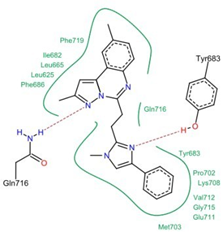 Phe719
Tyr683
Ile682
Leu665
Leu625
Phe686
N
N
N
Gln716
H
N
H
O
H
O
N
N
Tyr683
Gln716
Pro702
Lys708
Val712
Gly715
Glu711
Met703